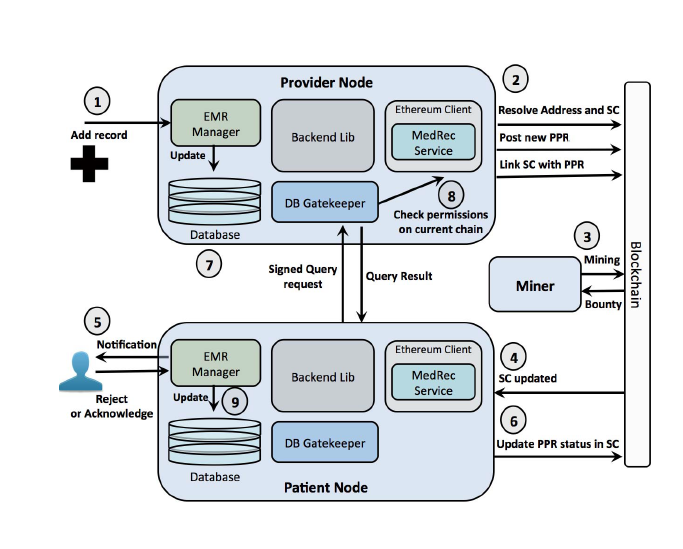 Provider Node
2
1
Add record
EMR
Manager
Update
Database
7
Backend Lib
DB Gatekeeper
Ethereum Client
MedRec
Service
8
Check permissions
on current chain
Resolve Address and SC
Post new PPR
Link SC with PPR
Signed Query
request
Query Result
3
Mining
Miner
Bounty
Blockchain
5
Notification
Reject
or Acknowledge
EMR
Manager
Update
9
Database
Backend Lib
DB Gatekeeper
Ethereum Client
MedRec
Service
Patient Node
4
SC updated
6
Update PPR status in SC